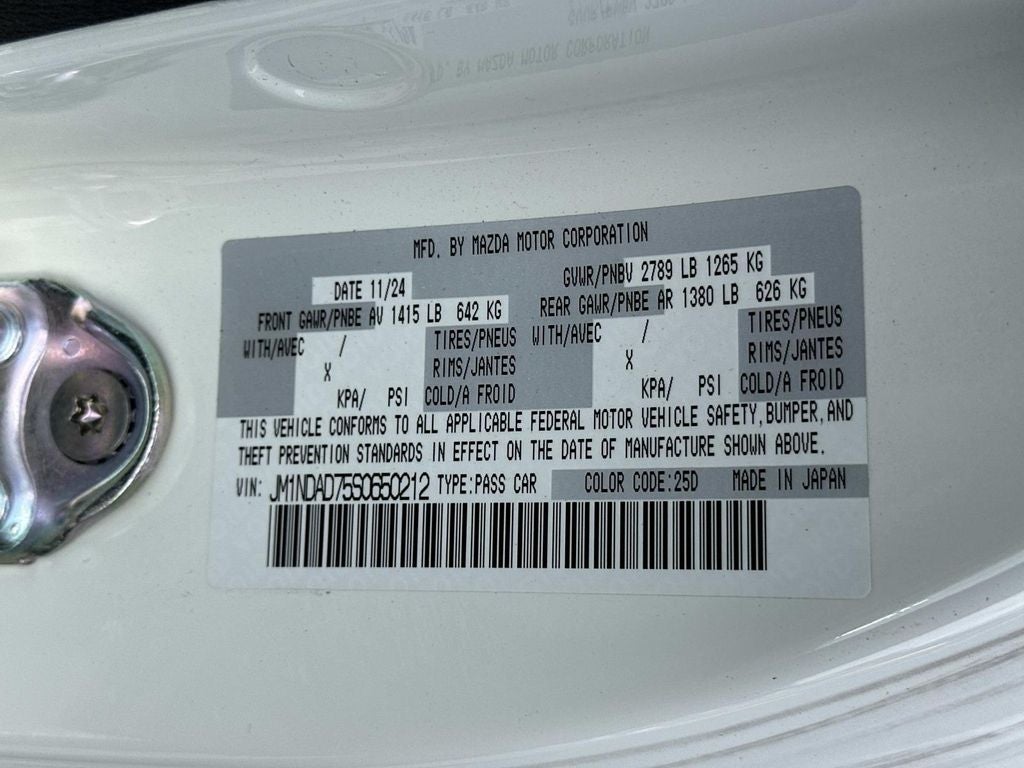 MFD. BY MAZDA MOTOR CORPORATION
DATE 11/24 GVWR/PNBV 2789 LB 1265 KG
FRONT GAWR/PNBE AV 1415 LB 642 KG REAR GAWR/PNBE AR 1380 LB 626 KG
WITH/AVEC / TIRES/PNEUS WITH/AVEC / TIRES/PNEUS
X RIMS/JANTES X RIMS/JANTES
KPA/ PSI COLD/A FROID KPA/ PSI COLD/A FROID
THIS VEHICLE CONFORMS TO ALL APPLICABLE FEDERAL MOTOR VEHICLE SAFETY, BUMPER, AND
THEFT PREVENTION STANDARDS IN EFFECT ON THE DATE OF MANUFACTURE SHOWN ABOVE.
VIN: JM1NDAD75S0650212 TYPE:PASS CAR COLOR CODE:25D MADE IN JAPAN